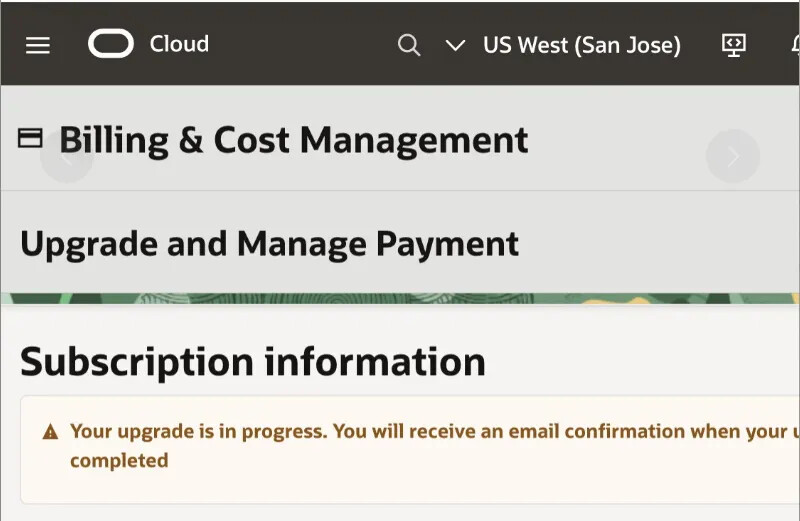 Cloud US West (San Jose)
Billing & Cost Management
Upgrade and Manage Payment
Subscription information
Your upgrade is in progress. You will receive an email confirmation when your
completed